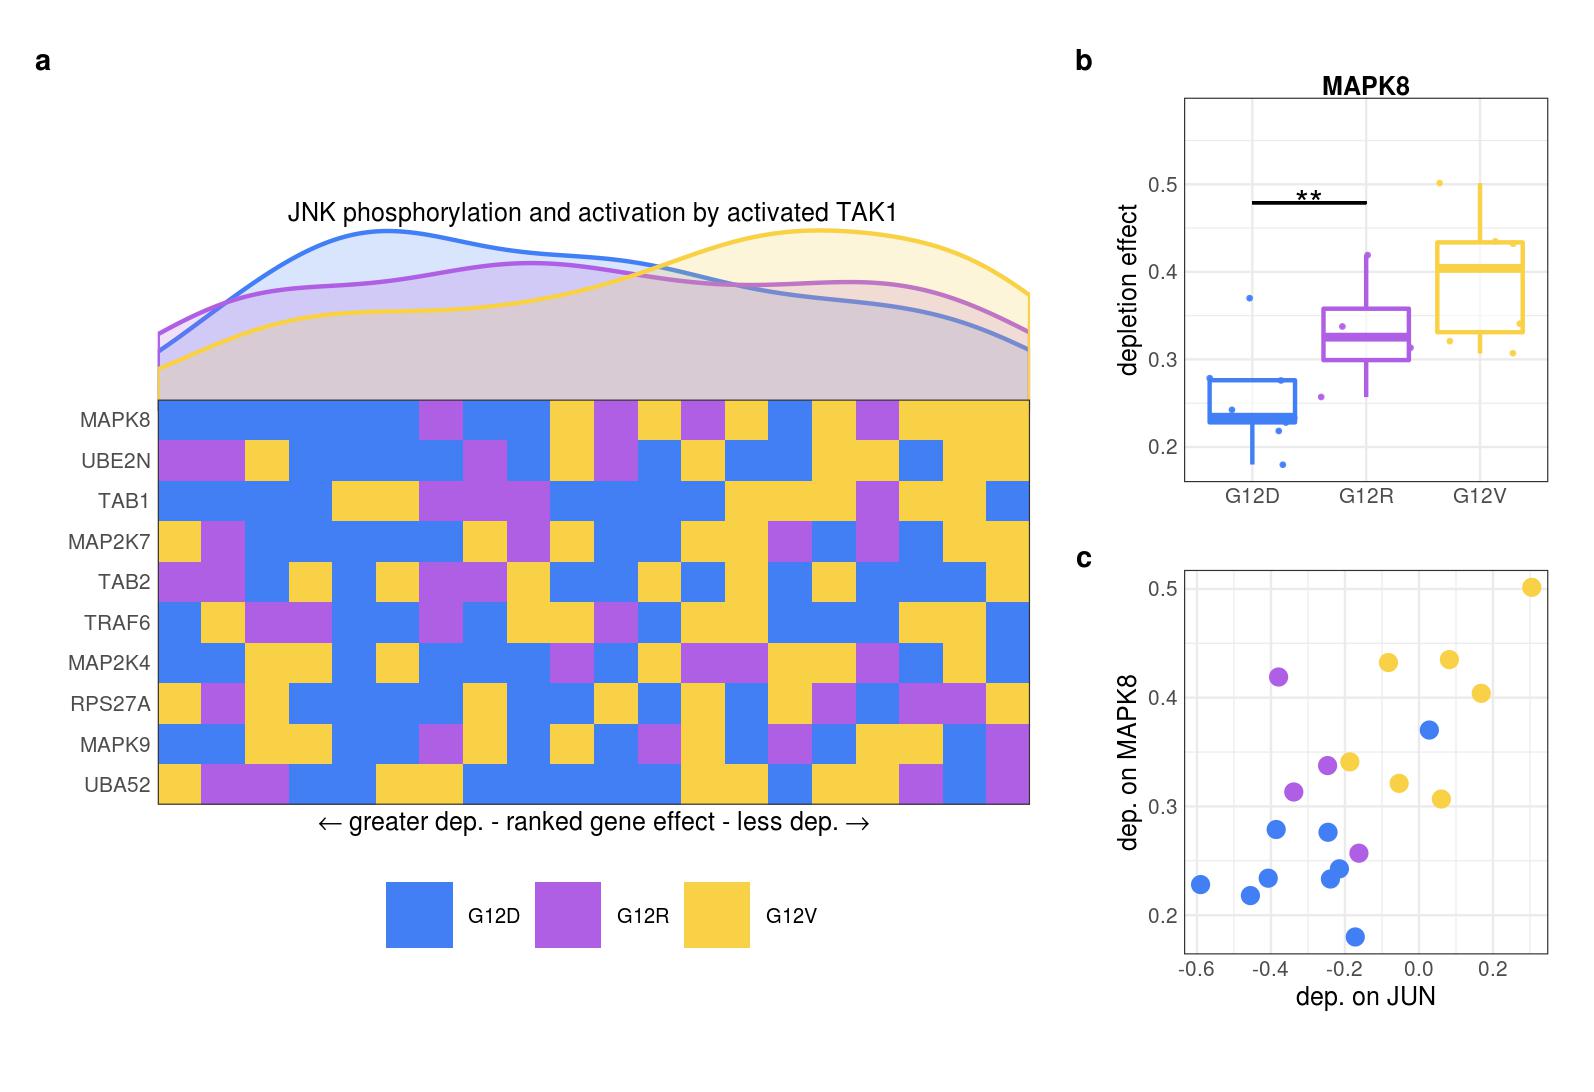 a
JNK phosphorylation and activation by activated TAK1
MAPK8
UBE2N
TAB1
MAP2K7
TAB2
TRAF6
MAP2K4
RPS27A
MAPK9
UBA52
← greater dep. - ranked gene effect - less dep. →
G12D G12R G12V
b
MAPK8
depletion effect
0.5
0.4
0.3
0.2
**
G12D G12R G12V
c
dep. on MAPK8
0.5
0.4
0.3
0.2
-0.6 -0.4 -0.2 0.0 0.2
dep. on JUN